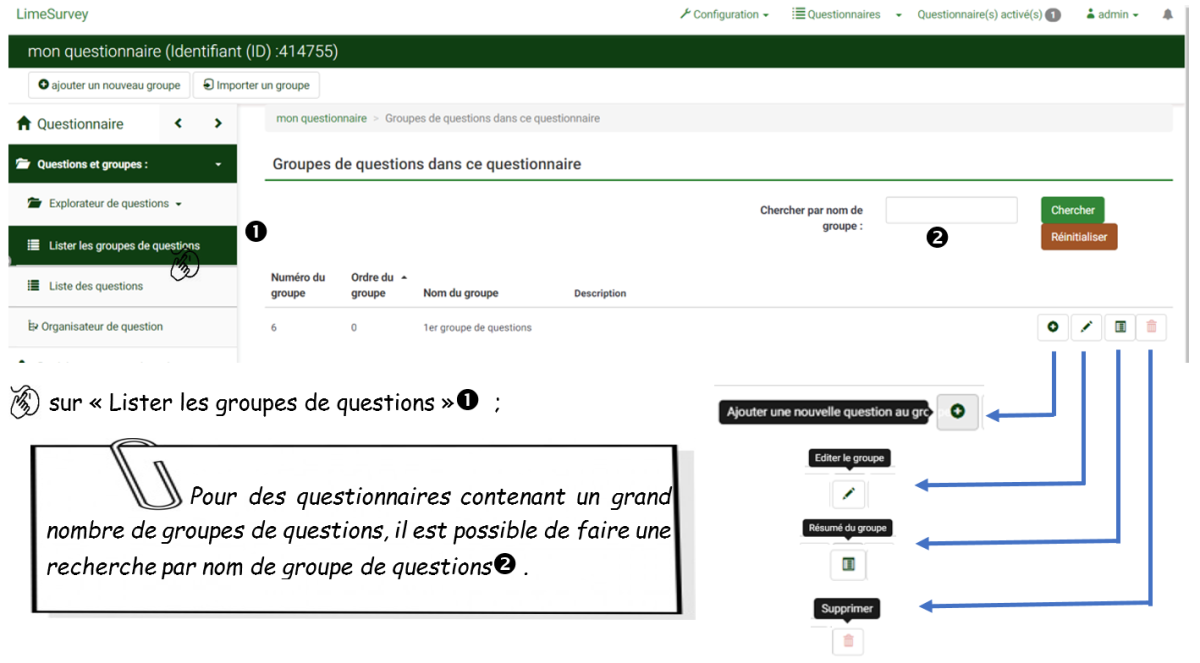 LimeSurvey
Configuration
Questionnaires
Questionnaire(s) activé(s) 1
admin
mon questionnaire (Identifiant (ID) :414755)
ajouter un nouveau groupe
Importer un groupe
Questionnaire
mon questionnaire > Groupes de questions dans ce questionnaire
Questions et groupes :
Groupes de questions dans ce questionnaire
Explorateur de questions
Chercher par nom de
groupe :
Chercher
Réinitialiser
❶
❷
Lister les groupes de questions
Liste des questions
Organisateur de question
Numéro du
groupe
Ordre du
groupe
Nom du groupe
Description
6 0 1er groupe de questions
sur « Lister les groupes de questions »❶ ;
Pour des questionnaires contenant un grand
nombre de groupes de questions, il est possible de faire une
recherche par nom de groupe de questions❷ .
Ajouter une nouvelle question au gro
Editer le groupe
Résumé du groupe
Supprimer